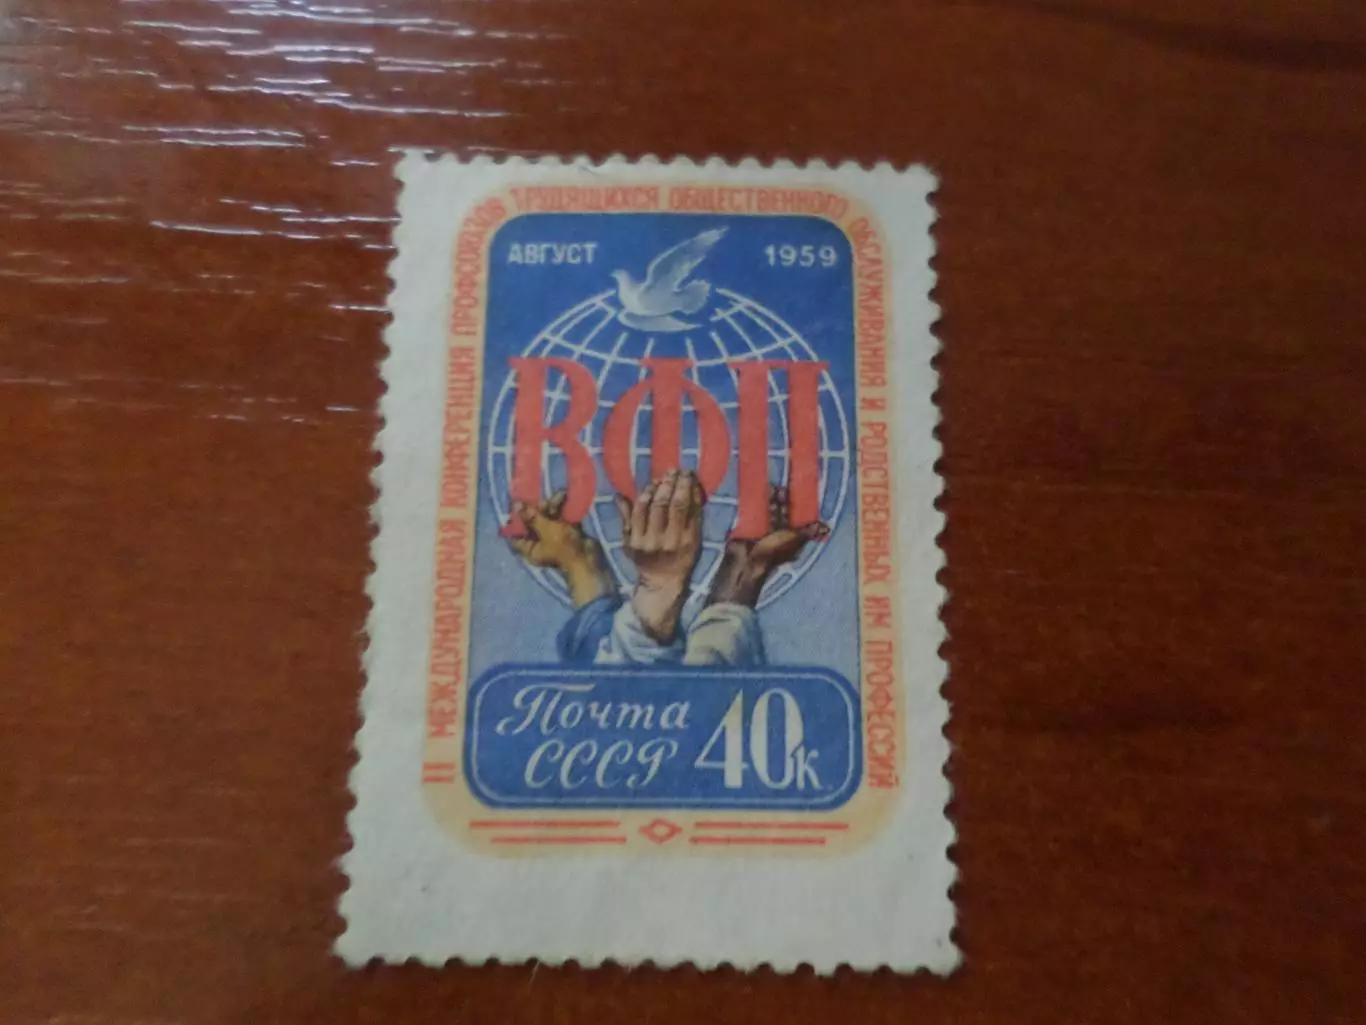 II МЕЖДУНАРОДНАЯ КОНФЕРЕНЦИЯ ПРОФСОЮЗОВ ТРУДЯЩИХСЯ ОБЩЕСТВЕННОГО ОБСЛУЖИВАНИЯ И РОДСТВЕННЫХ ИМ ПРОФЕССИЙ
АВГУСТ 1959
ВФП
Почта 40к.
СССР